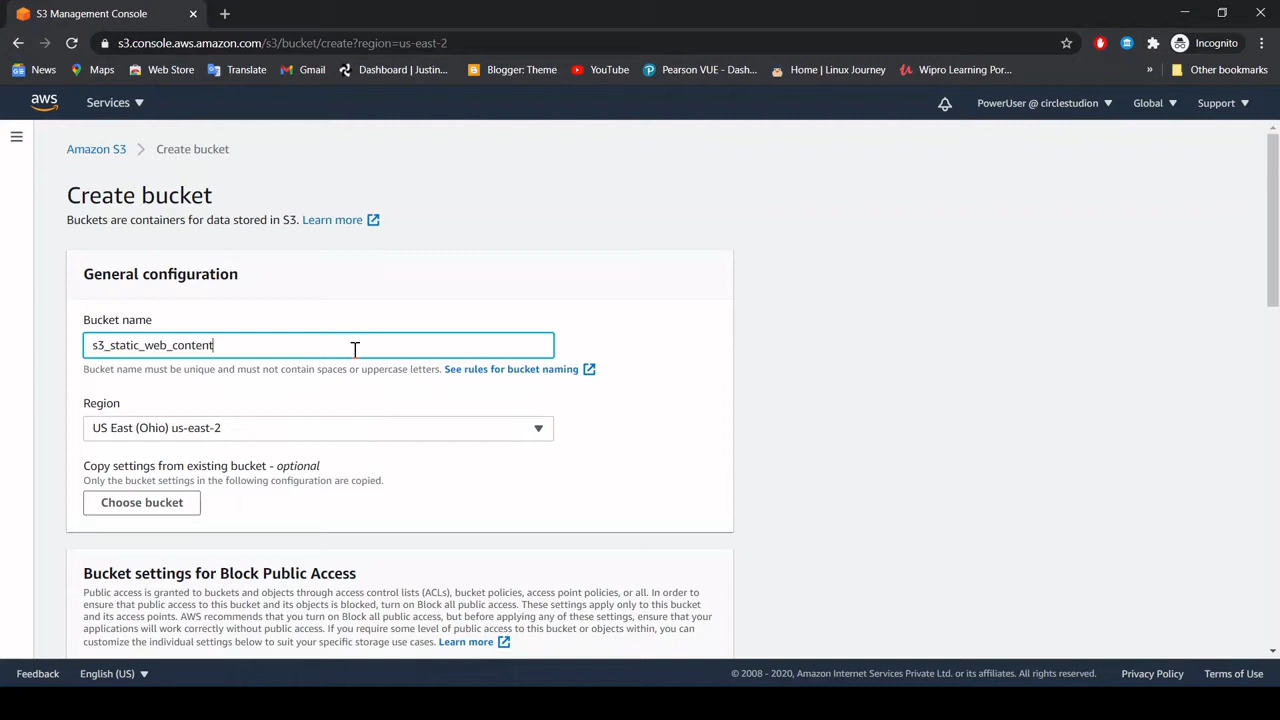 S3 Management Console
s3.console.aws.amazon.com/s3/bucket/create?region=us-east-2
Incognito
News Maps Web Store Translate Gmail Dashboard | Justin... Blogger: Theme YouTube Pearson VUE - Dash... Home | Linux Journey Wipro Learning Por... » Other bookmarks
aws Services PowerUser @ circlestudion Global Support
Amazon S3 Create bucket
Create bucket
Buckets are containers for data stored in S3. Learn more
General configuration
Bucket name
s3_static_web_content
Bucket name must be unique and must not contain spaces or uppercase letters. See rules for bucket naming
Region
US East (Ohio) us-east-2
Copy settings from existing bucket - optional
Only the bucket settings in the following configuration are copied.
Choose bucket
Bucket settings for Block Public Access
Public access is granted to buckets and objects through access control lists (ACLs), bucket policies, access point policies, or all. In order to
ensure that public access to this bucket and its objects is blocked, turn on Block all public access. These settings apply only to this bucket
and its access points. AWS recommends that you turn on Block all public access, but before applying any of these settings, ensure that your
applications will work correctly without public access. If you require some level of public access to this bucket or objects within, you can
customize the individual settings below to suit your specific storage use cases. Learn more
Feedback English (US) © 2008 - 2020, Amazon Internet Services Private Ltd. or its affiliates. All rights reserved. Privacy Policy Terms of Use